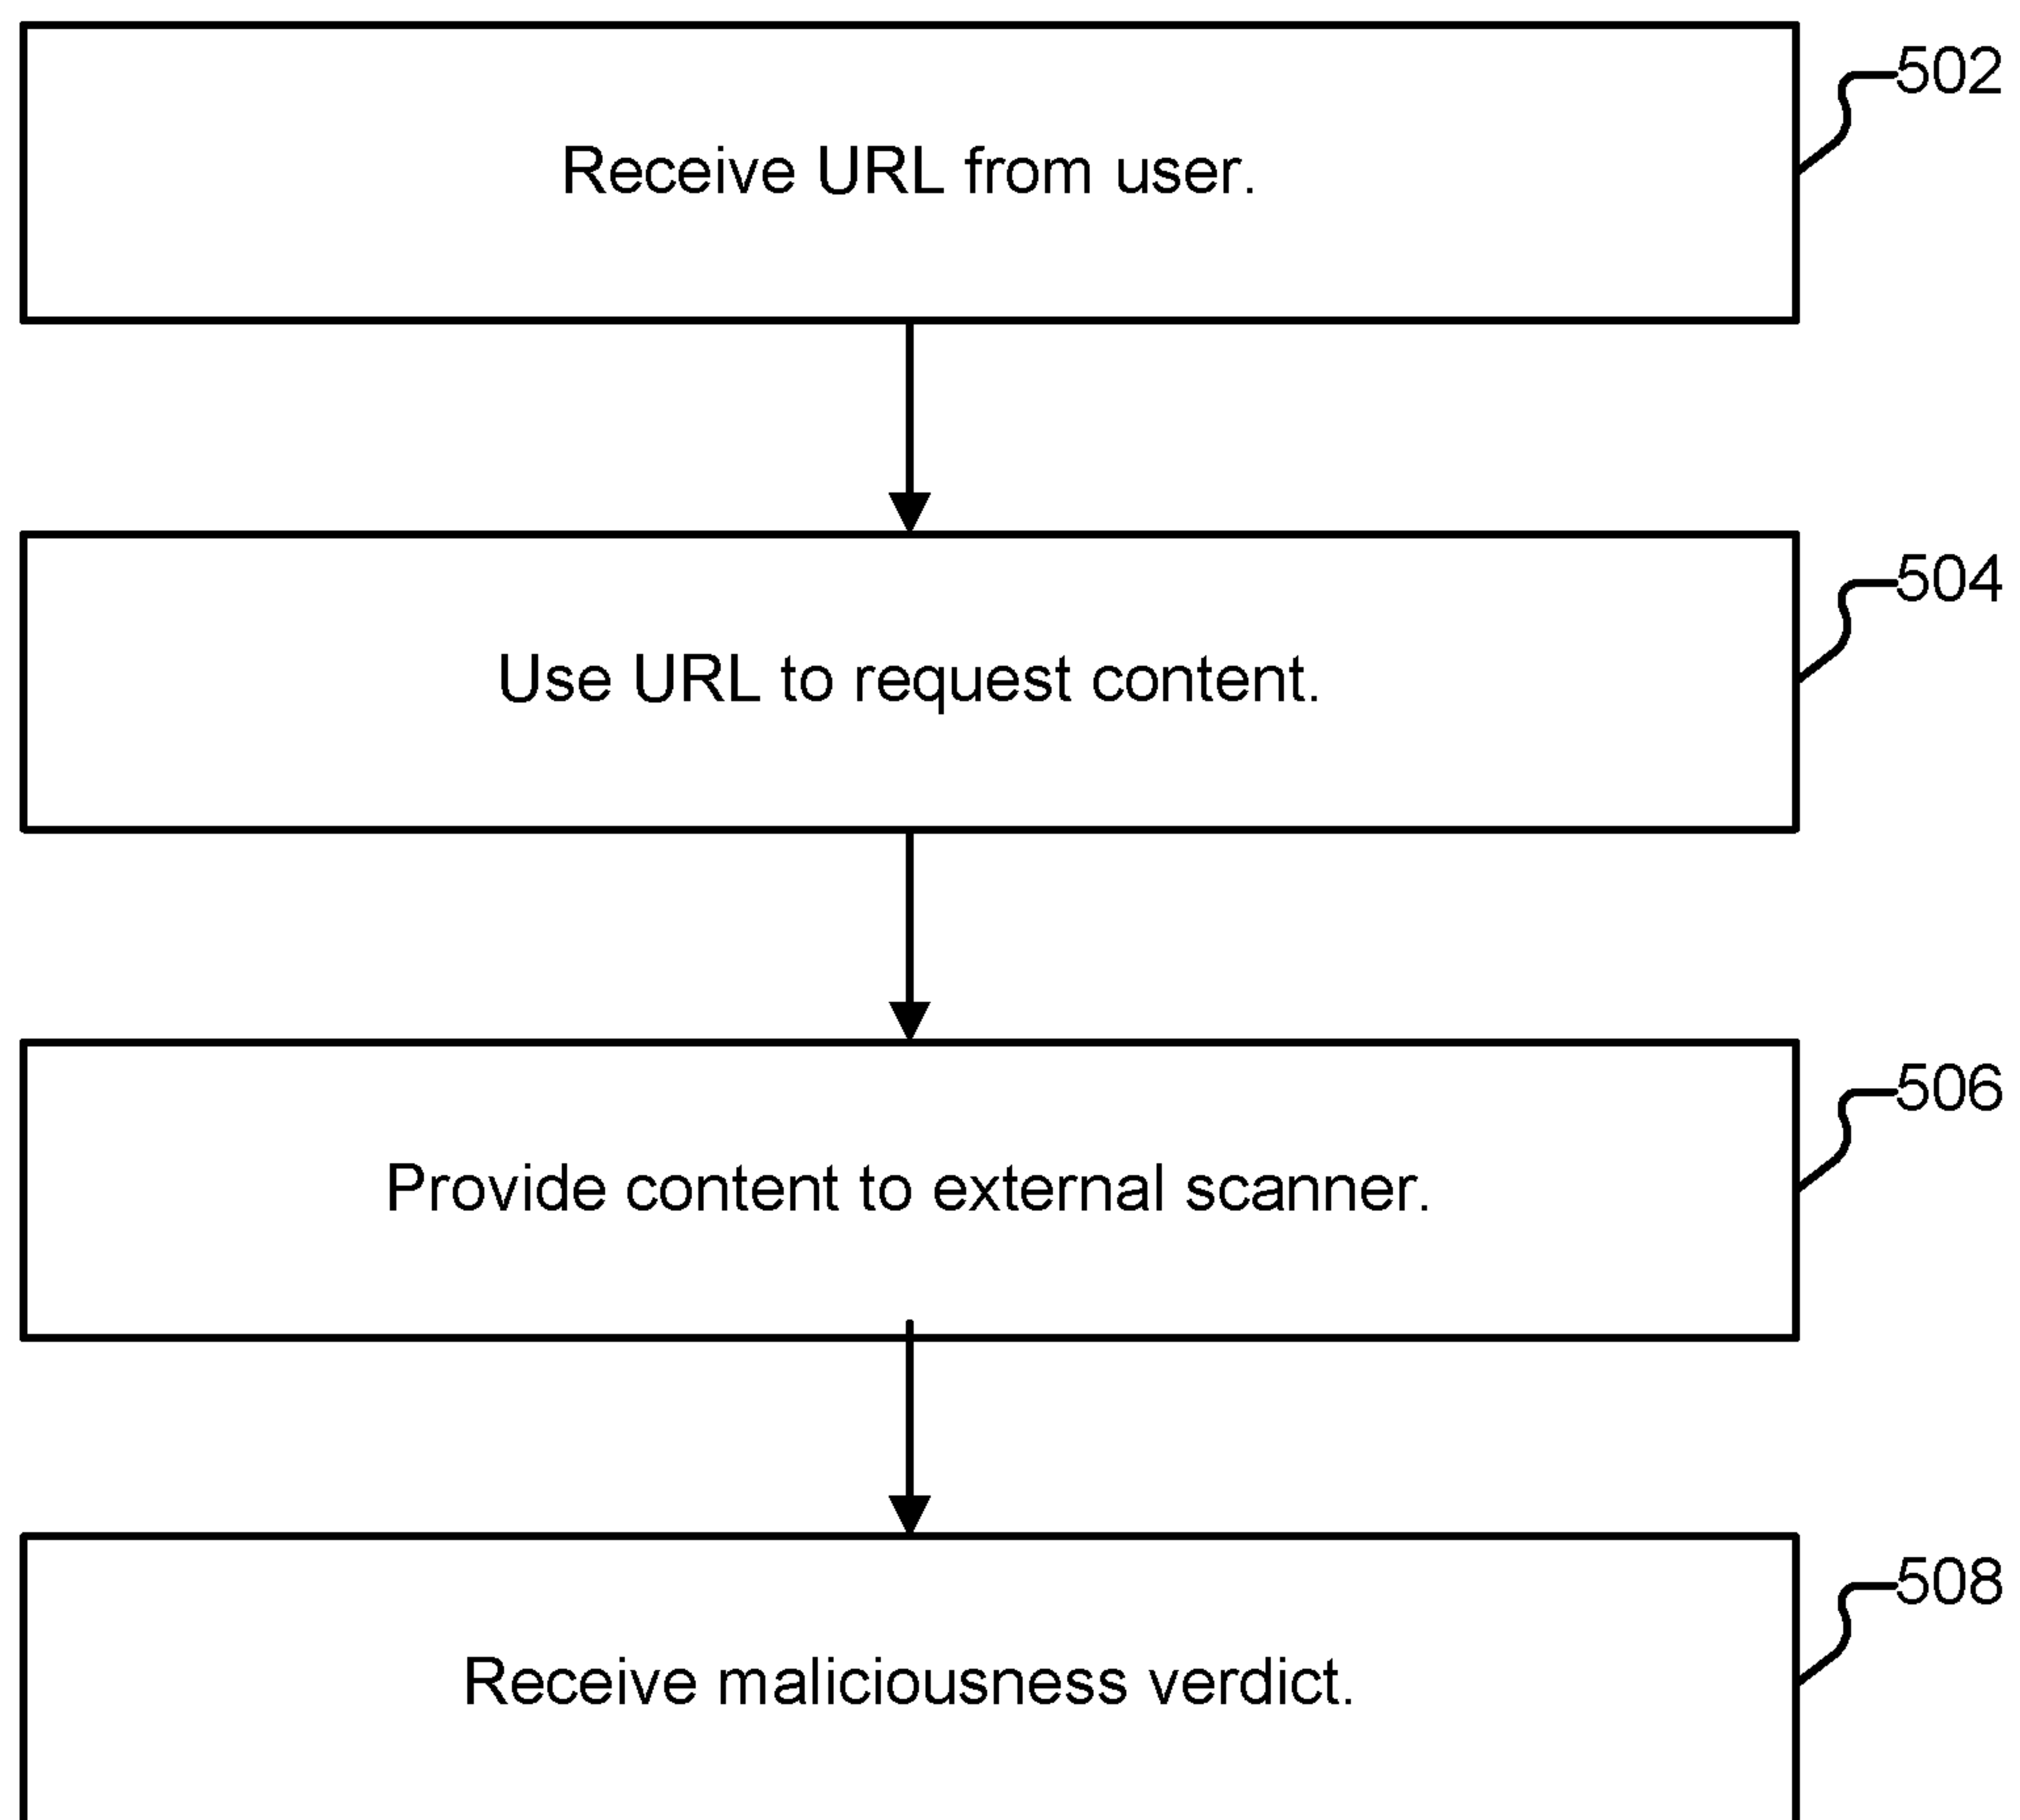 502
Receive URL from user.
504
Use URL to request content.
506
Provide content to external scanner.
508
Receive maliciousness verdict.